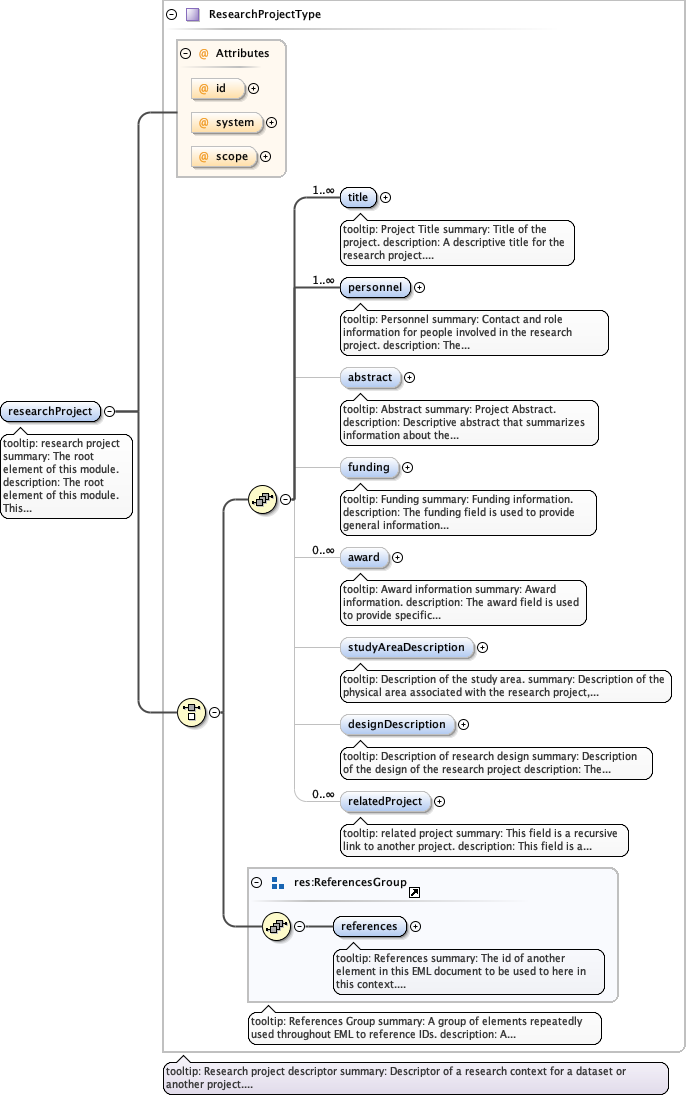 ResearchProjectType
@ Attributes
@ id
@ system
@ scope
1..∞
title
tooltip: Project Title summary: Title of the
project. description: A descriptive title for the
research project....
1..∞
personnel
tooltip: Personnel summary: Contact and role
information for people involved in the research
project. description: The...
abstract
tooltip: Abstract summary: Project Abstract.
description: Descriptive abstract that summarizes
information about the...
researchProject
tooltip: research project
summary: The root
element of this module.
description: The root
element of this module.
This...
funding
tooltip: Funding summary: Funding information.
description: The funding field is used to provide
general information...
0..∞
award
tooltip: Award information summary: Award
information. description: The award field is used
to provide specific...
studyAreaDescription
tooltip: Description of the study area. summary: Description of the
physical area associated with the research project,...
designDescription
tooltip: Description of research design summary: Description
of the design of the research project description: The...
0..∞
relatedProject
tooltip: related project summary: This field is a recursive
link to another project. description: This field is a...
res:ReferencesGroup
references
tooltip: References summary: The id of another
element in this EML document to be used to here in
this context....
tooltip: References Group summary: A group of elements repeatedly
used throughout EML to reference IDs. description: A...
tooltip: Research project descriptor summary: Descriptor of a research context for a dataset or
another project....